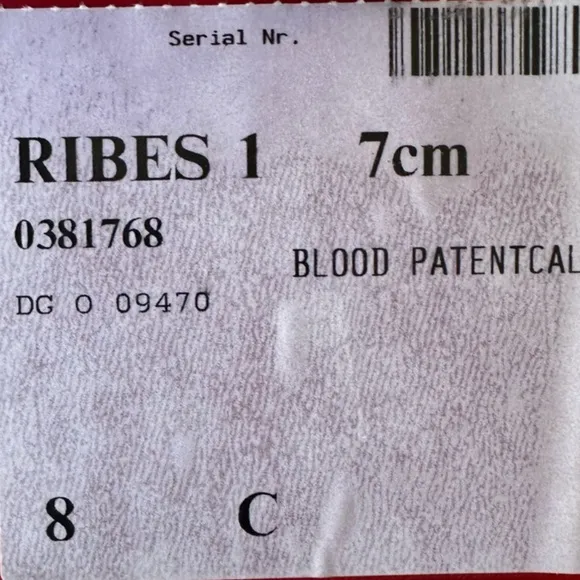 Serial Nr.
RIBES 1 7cm
0381768
BLOOD PATENTCAL
DG O 09470
8 C